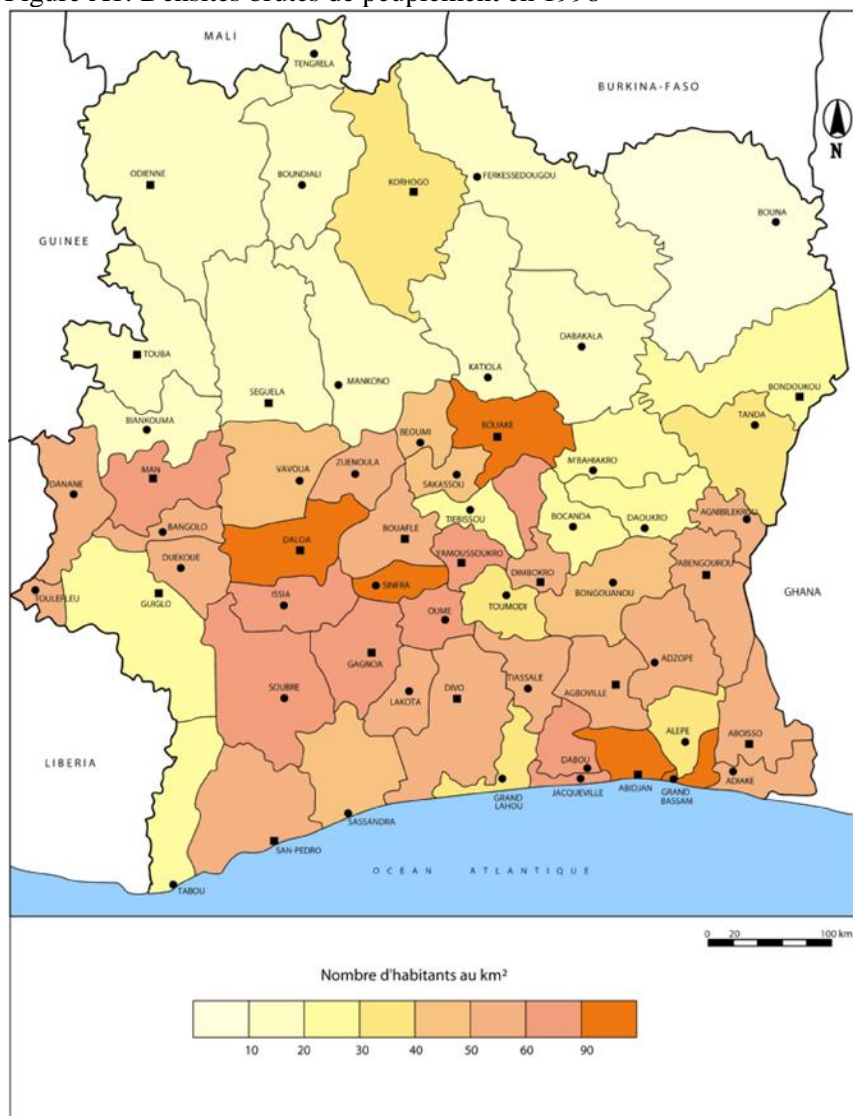 MALI
TENGRELA
BURKINA-FASO
N
ODIENNE
BOUNDIALI
KORHOGO
FERKESSEDOUGOU
BOUNA
GUINEE
TOUBA
DABAKALA
SEGUELA
MANKONO
KATIOLA
BONDOUKOU
BIANKOUMA
TANDA
BEOUMI
BOUAKE
MAN
ZUENOULA
M'BAHIAKRO
DANANE
VAVOUA
SAKASSOU
TIEBISSOU
BOCANDA
DAOUKRO
AGNIBILEKROU
BANGOLO
DALOA
BOUAFLE
YAMOUSSOUKRO
DUEKOUE
DIMBOKRO
ABENGOUROU
TOULEPLEU
GUIGLO
ISSIA
SINFRA
TOUMODI
BONGOUANOU
GHANA
OUME
GAGNOA
ADZOPE
SOUBRE
LAKOTA
DIVO
TIASSALE
AGBOVILLE
ALEPE
ABOISSO
LIBERIA
DABOU
ADIAKE
GRAND
LAHOU
JACQUEVILLE
ABIDJAN
GRAND
BASSAM
SASSANDRA
SAN-PEDRO
OCEAN ATLANTIQUE
TABOU
0 20 100 km
Nombre d'habitants au km²
10 20 30 40 50 60 90